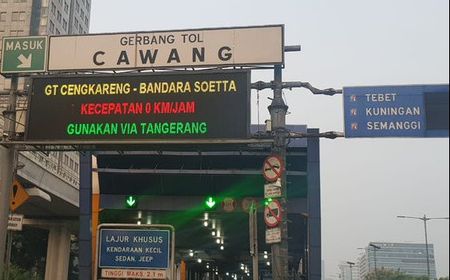 MASUK
GERBANG TOL
CAWANG
GT CENGKARENG - BANDARA SOETTA
KECEPATAN 0 KM/JAM
GUNAKAN VIA TANGERANG
TEBET
KUNINGAN
SEMANGGI
LAJUR KHUSUS
KENDARAAN KECIL
SEDAN, JEEP
TINGGI MAKS. 2.1 m